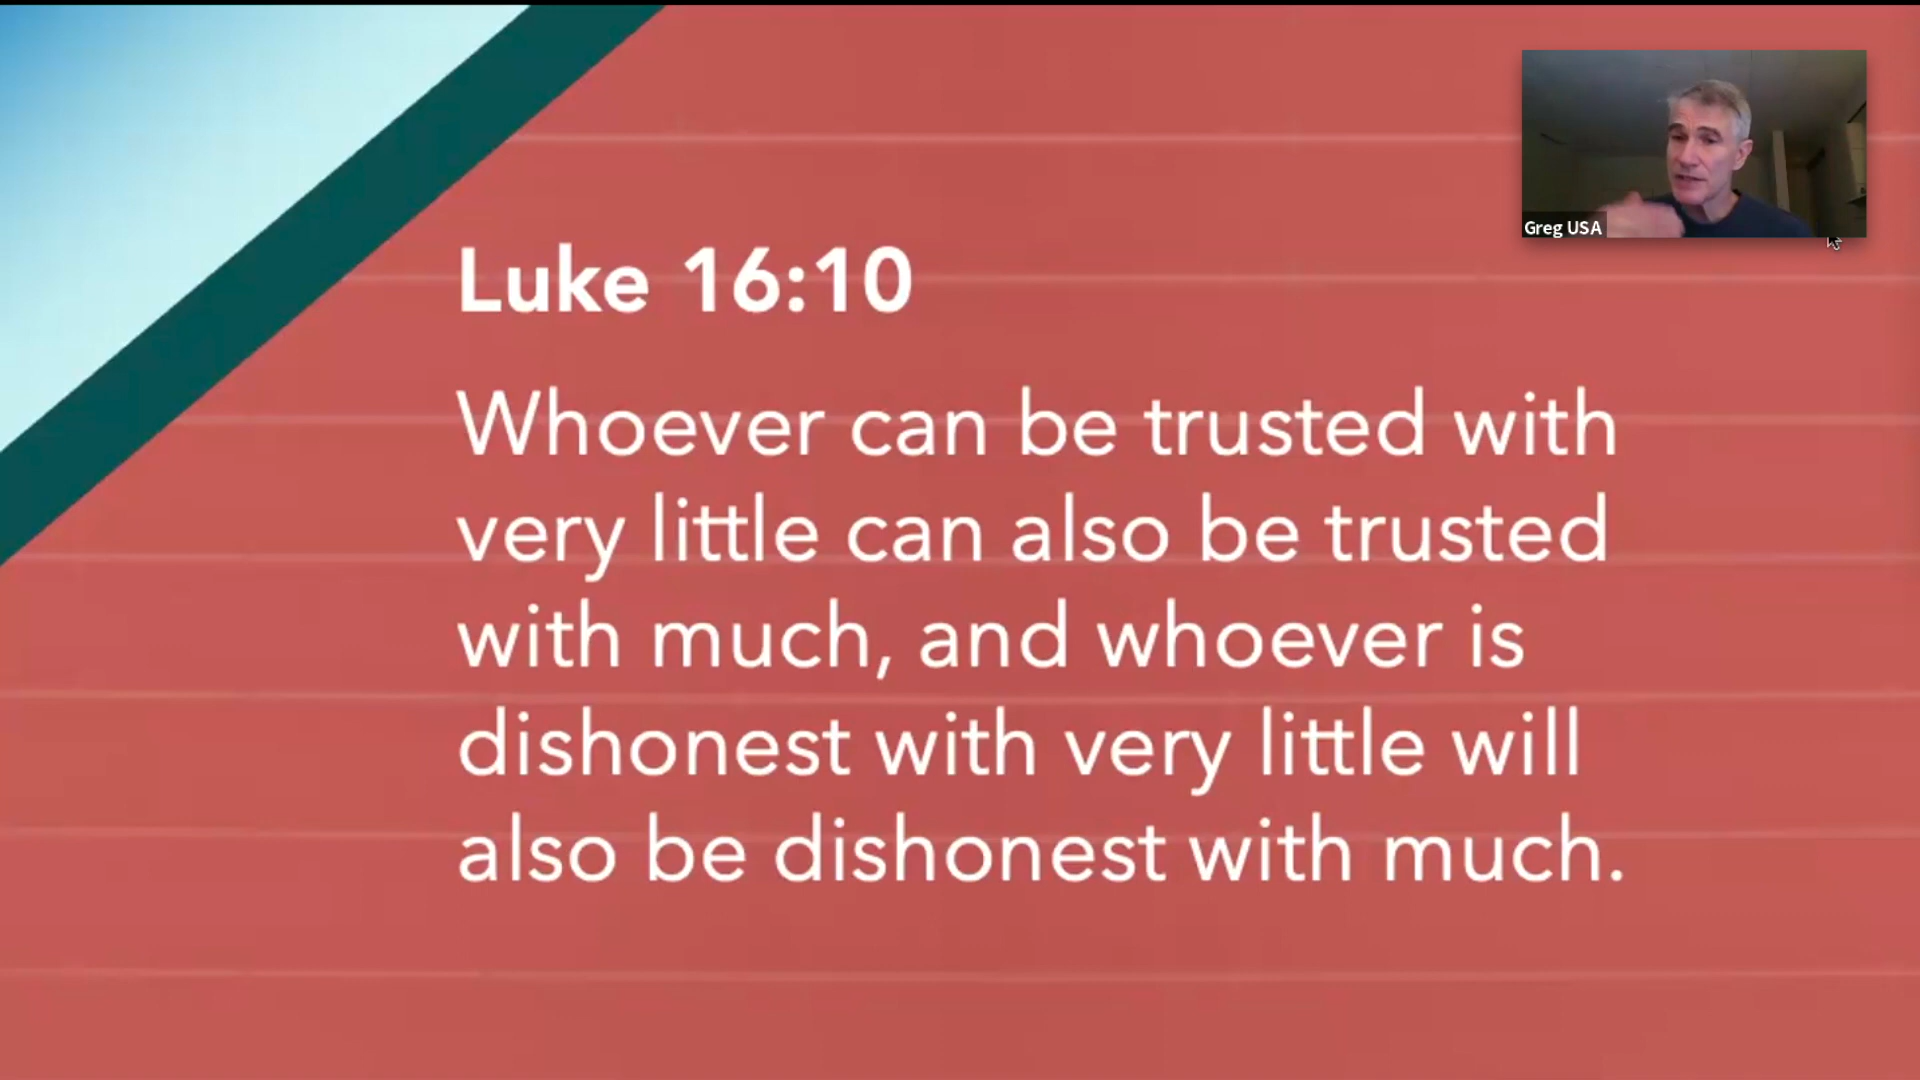 Greg USA
Luke 16:10
Whoever can be trusted with
very little can also be trusted
with much, and whoever is
dishonest with very little will
also be dishonest with much.